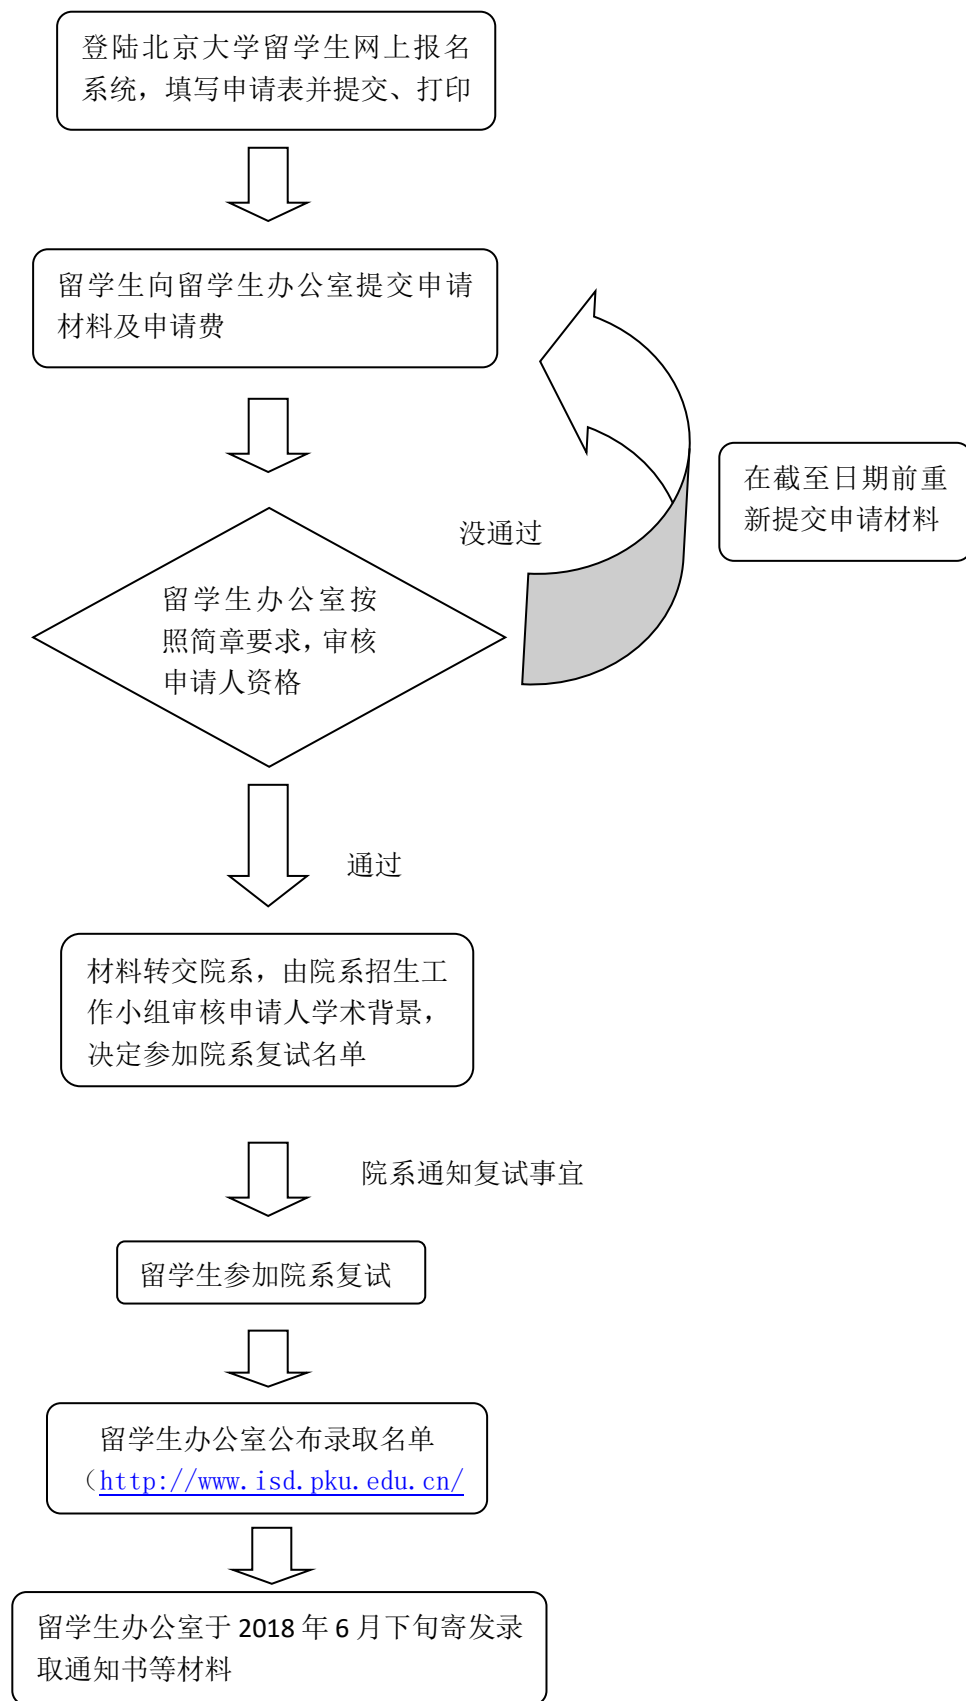 登陆北京大学留学生网上报名
系统，填写申请表并提交、打印
留学生向留学生办公室提交申请
材料及申请费
在截至日期前重
新提交申请材料
没通过
留学生办公室按
照简章要求，审核
申请人资格
通过
材料转交院系，由院系招生工
作小组审核申请人学术背景，
决定参加院系复试名单
院系通知复试事宜
留学生参加院系复试
留学生办公室公布录取名单
（http://www.isd.pku.edu.cn/
留学生办公室于 2018 年 6 月下旬寄发录
取通知书等材料